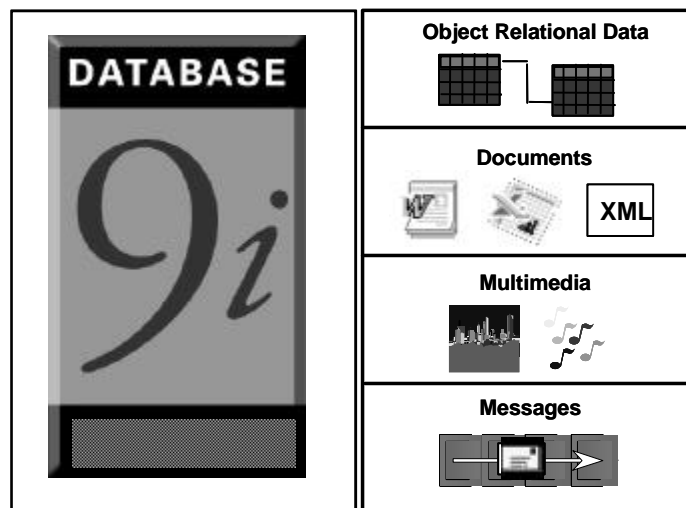 DATABASE
9i
Object Relational Data
Documents
W
X
XML
Multimedia
Messages